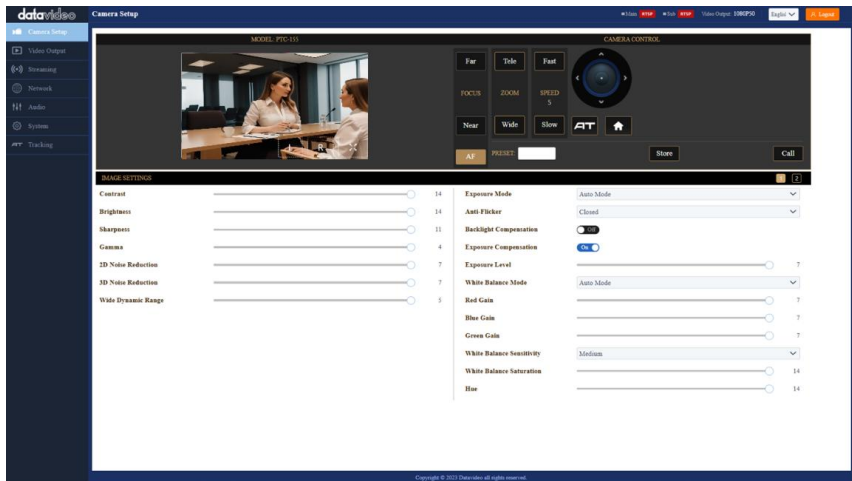 datavideo
Camera Setup
Main RTSP Sub RTSP Video Output: 1080P50 English Logout
Camera Setup
Video Output
Streaming
Network
Audio
System
Tracking
MODEL: PTC-155
CAMERA CONTROL
Far Tele Fast
FOCUS ZOOM SPEED
5
Near Wide Slow AT
AF PRESET: Store Call
IMAGE SETTINGS 1 2
Contrast 14
Brightness 14
Sharpness 11
Gamma 4
2D Noise Reduction 7
3D Noise Reduction 7
Wide Dynamic Range 5
Exposure Mode Auto Mode
Anti-Flicker Closed
Backlight Compensation Off
Exposure Compensation On
Exposure Level 7
White Balance Mode Auto Mode
Red Gain 7
Blue Gain 7
Green Gain 7
White Balance Sensitivity Medium
White Balance Saturation 14
Hue 14
Copyright © 2023 Datavideo all rights reserved.